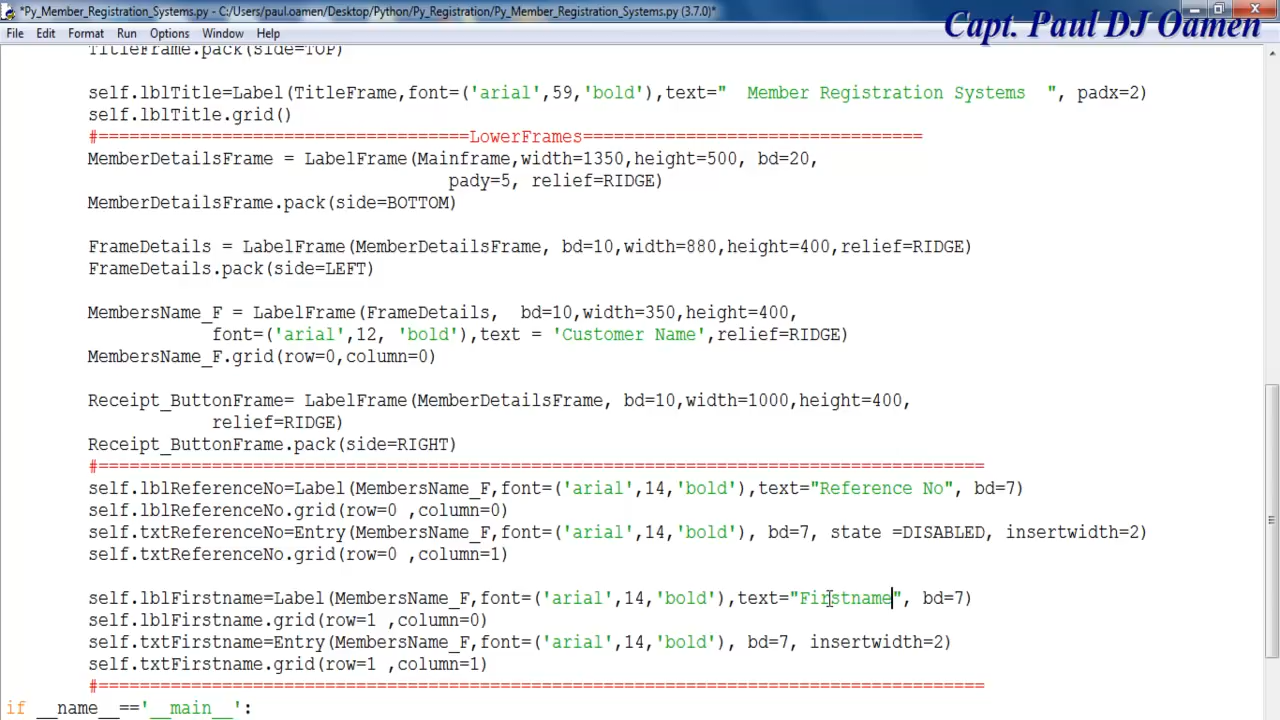 *Py_Member_Registration_Systems.py - C:/Users/paul.oamen/Desktop/Python/Py_Registration/Py_Member_Registration_Systems.py (3.7.0)*
File Edit Format Run Options Window Help
Capt. Paul DJ Oamen
TitleFrame.pack(side=TOP)
self.lblTitle=Label(TitleFrame,font=('arial',59,'bold'),text="  Member Registration Systems  ", padx=2)
self.lblTitle.grid()
#====================================LowerFrames=================================
MemberDetailsFrame = LabelFrame(Mainframe,width=1350,height=500, bd=20,
pady=5, relief=RIDGE)
MemberDetailsFrame.pack(side=BOTTOM)
FrameDetails = LabelFrame(MemberDetailsFrame, bd=10,width=880,height=400,relief=RIDGE)
FrameDetails.pack(side=LEFT)
MembersName_F = LabelFrame(FrameDetails,  bd=10,width=350,height=400,
font=('arial',12, 'bold'),text = 'Customer Name',relief=RIDGE)
MembersName_F.grid(row=0,column=0)
Receipt_ButtonFrame= LabelFrame(MemberDetailsFrame, bd=10,width=1000,height=400,
relief=RIDGE)
Receipt_ButtonFrame.pack(side=RIGHT)
#======================================================================================
self.lblReferenceNo=Label(MembersName_F,font=('arial',14,'bold'),text="Reference No", bd=7)
self.lblReferenceNo.grid(row=0 ,column=0)
self.txtReferenceNo=Entry(MembersName_F,font=('arial',14,'bold'), bd=7, state =DISABLED, insertwidth=2)
self.txtReferenceNo.grid(row=0 ,column=1)
self.lblFirstname=Label(MembersName_F,font=('arial',14,'bold'),text="Firstname", bd=7)
self.lblFirstname.grid(row=1 ,column=0)
self.txtFirstname=Entry(MembersName_F,font=('arial',14,'bold'), bd=7, insertwidth=2)
self.txtFirstname.grid(row=1 ,column=1)
#======================================================================================
if __name__=='__main__':